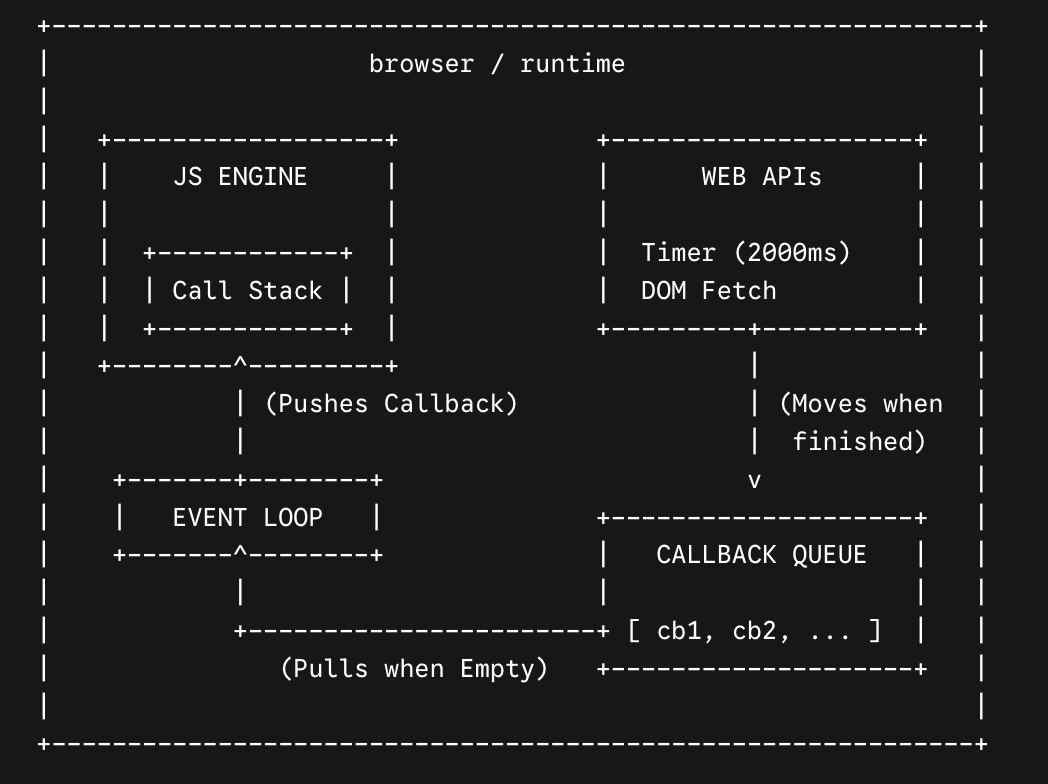 browser / runtime
JS ENGINE
WEB APIs
Timer (2000ms)
Call Stack
DOM Fetch
(Pushes Callback)
(Moves when
finished)
EVENT LOOP
CALLBACK QUEUE
[ cb1, cb2, ... ]
(Pulls when Empty)